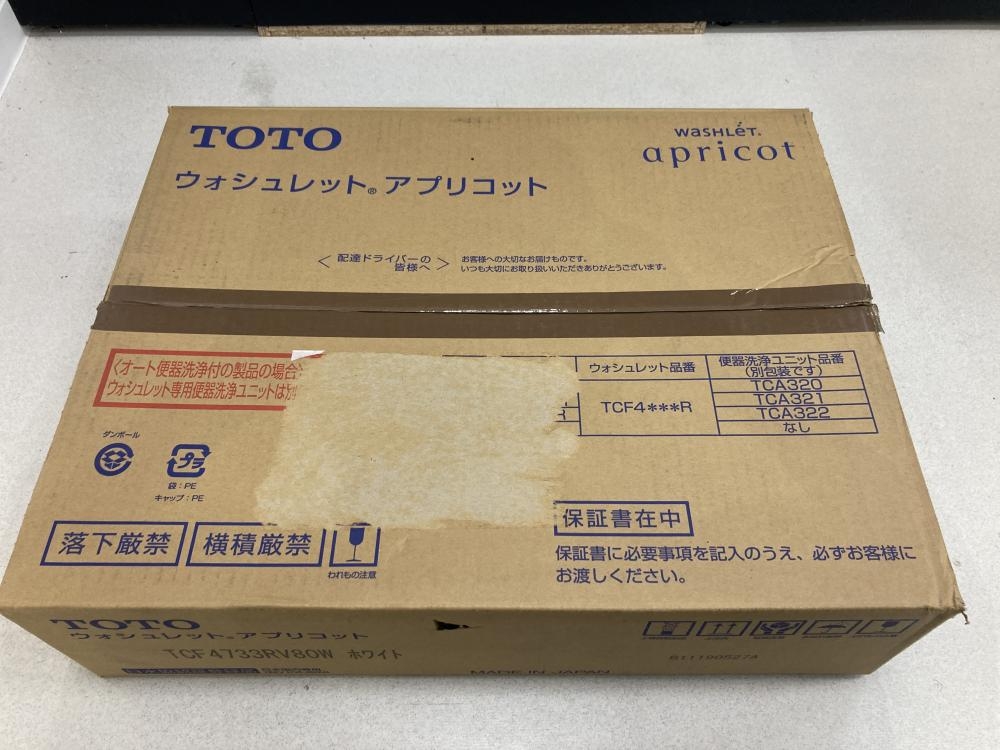 TOTO
WASHLET.
apricot
ウォシュレット®アプリコット
〈 配達ドライバーの
皆様へ 〉
お客様への大切なお届けものです。
いつも大切にお取り扱いいただきありがとうございます。
〈オート便器洗浄付の製品の場合〉
ウォシュレット専用便器洗浄ユニットは別
ウォシュレット品番
便器洗浄ユニット品番
(別包装です)
TCF4***R
TCA320
TCA321
TCA322
なし
ダンボール
プラ
袋:PE
キャップ:PE
落下厳禁
横積厳禁
われもの注意
保証書在中
保証書に必要事項を記入のうえ、必ずお客様に
お渡しください。
TOTO
ウォシュレット®アプリコット
TCF4733RV80W ホワイト
MADE IN JAPAN